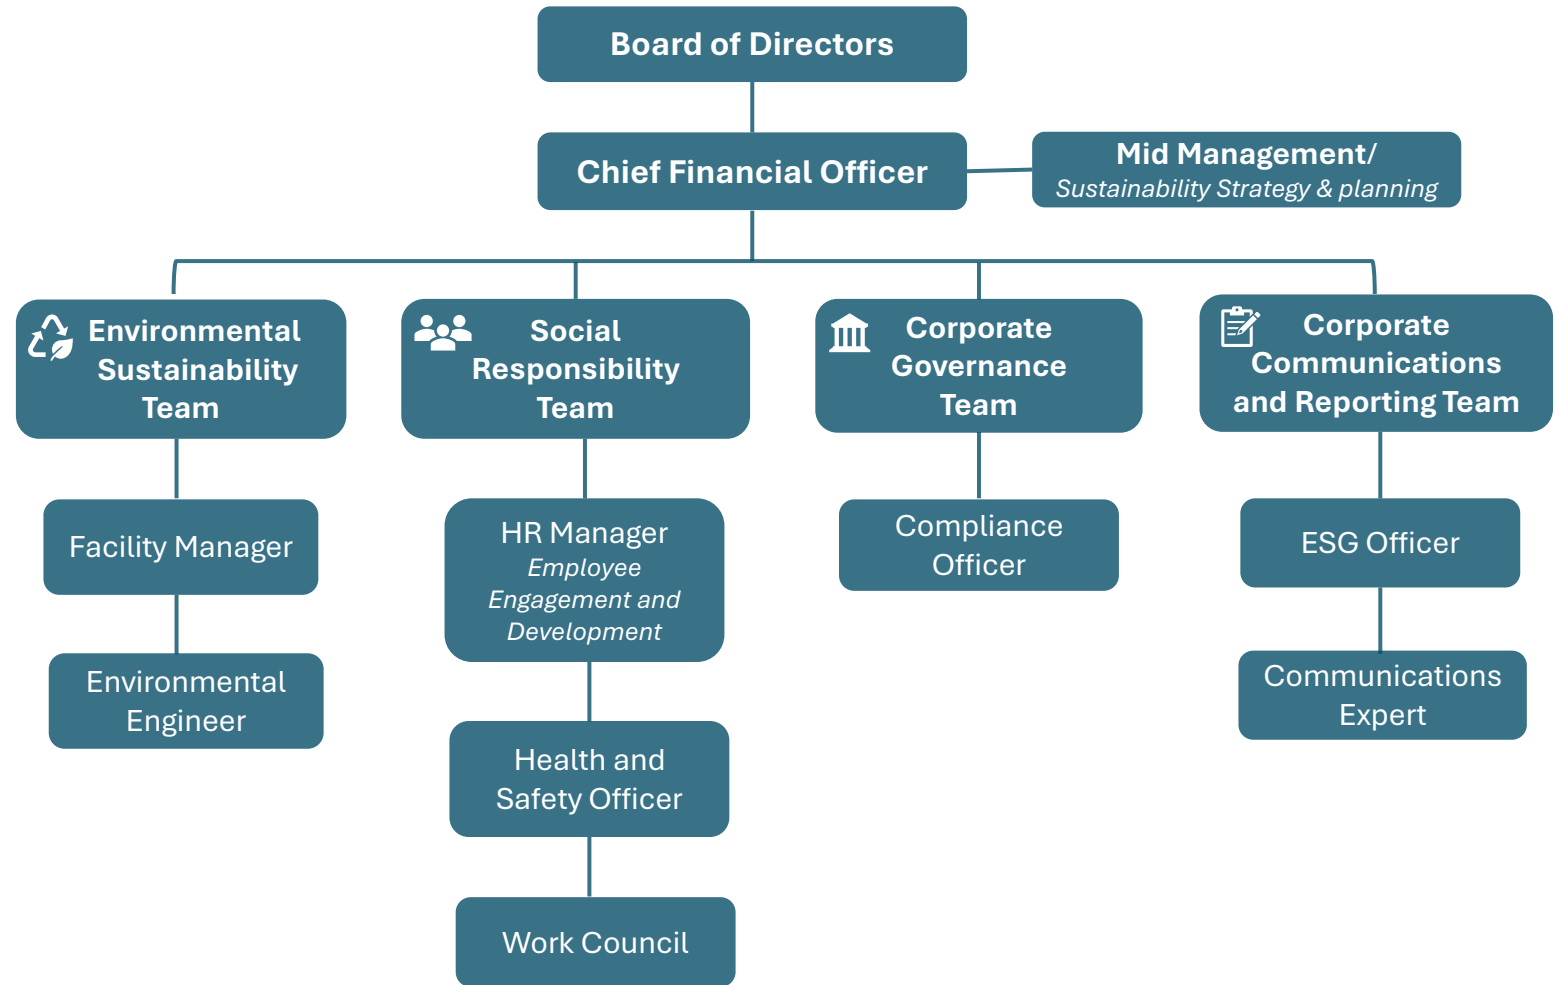 Board of Directors
Chief Financial Officer
Mid Management/
Sustainability Strategy & planning
Environmental
Sustainability
Team
Social
Responsibility
Team
Corporate
Governance
Team
Corporate
Communications
and Reporting Team
Facility Manager
HR Manager
Employee
Engagement and
Development
Compliance
Officer
ESG Officer
Environmental
Engineer
Health and
Safety Officer
Communications
Expert
Work Council